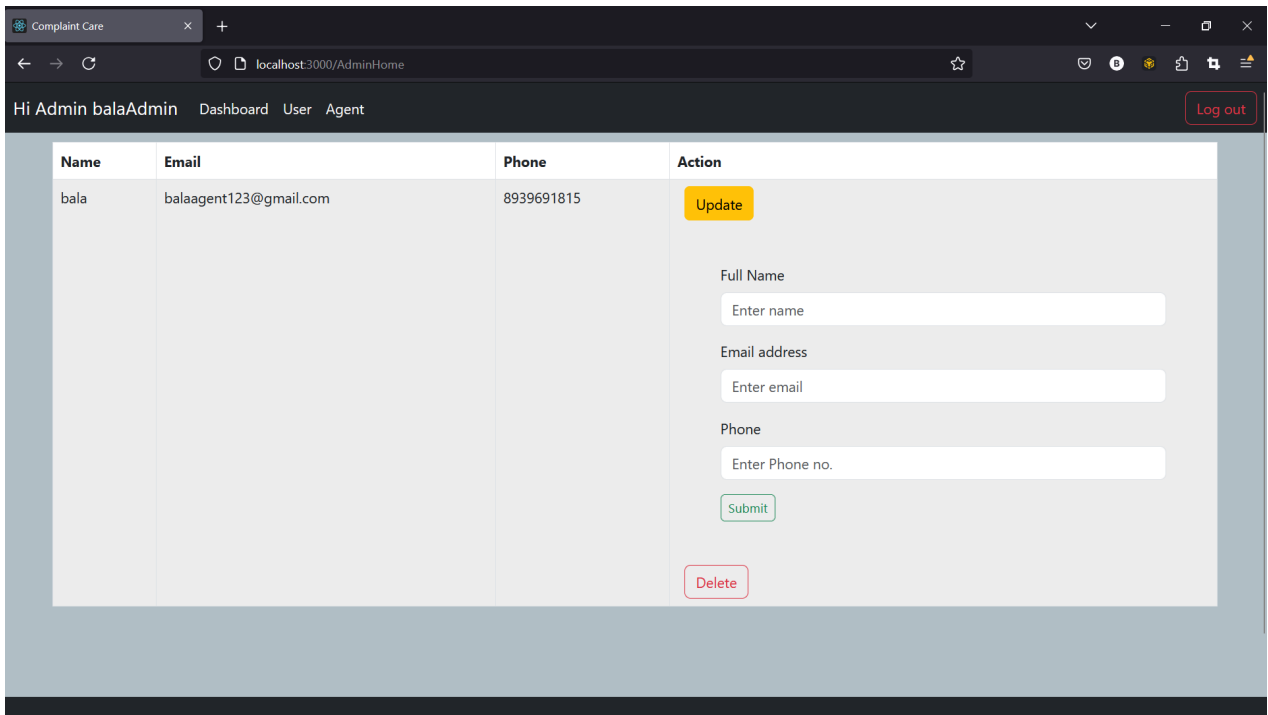 Complaint Care
localhost:3000/AdminHome
Hi Admin balaAdmin Dashboard User Agent Log out
Name Email Phone Action
bala balaagent123@gmail.com 8939691815 Update
Full Name
Enter name
Email address
Enter email
Phone
Enter Phone no.
Submit
Delete